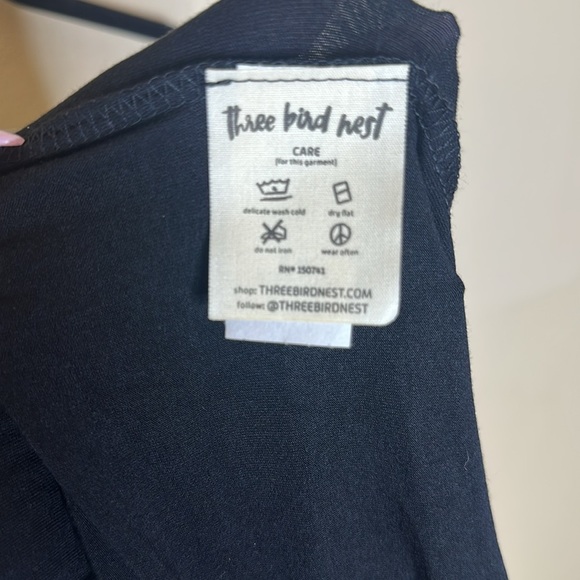 three bird nest
CARE
[for this garment]
delicate wash cold dry flat
do not iron wear often
RN# 150741
shop: THREEBIRDNEST.COM
follow: @THREEBIRDNEST